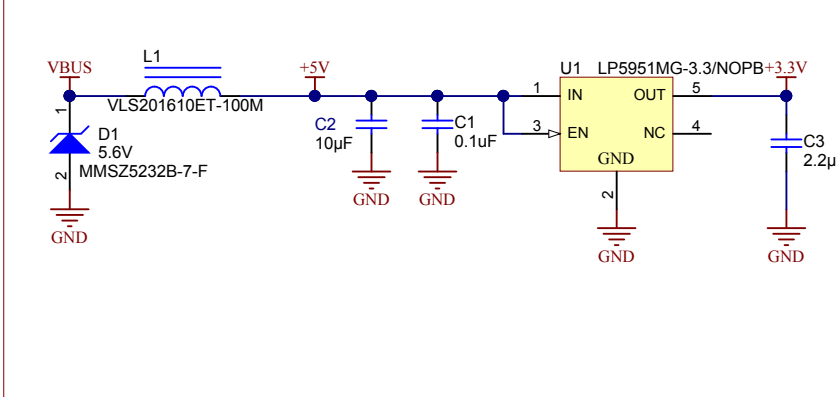 VBUS
L1
VLS201610ET-100M
+5V
U1 LP5951MG-3.3/NOPB
+3.3V
1 IN OUT 5
3 EN NC 4
GND
2
1
D1
5.6V
MMSZ5232B-7-F
2
GND
C2
10µF
GND
C1
0.1uF
GND
GND
C3
2.2µ
GND